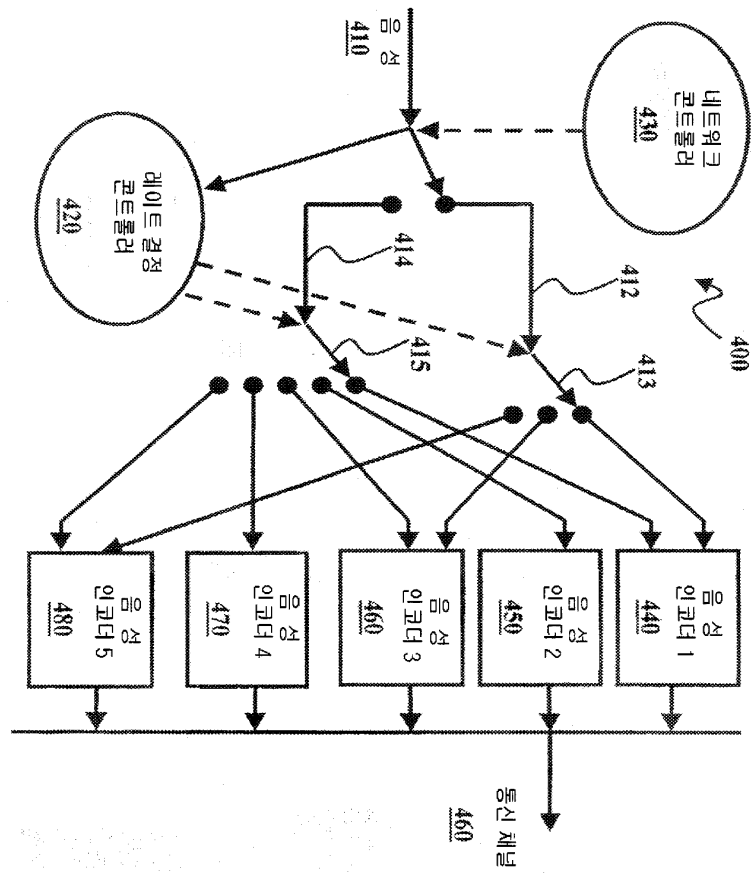 네트워크
콘트롤러
430
음 성
410
400
412
413
414
415
레이트 결정
콘트롤러
420
음 성
인코더 1
440
음 성
인코더 2
450
음 성
인코더 3
460
음 성
인코더 4
470
음 성
인코더 5
480
통신 채널
460